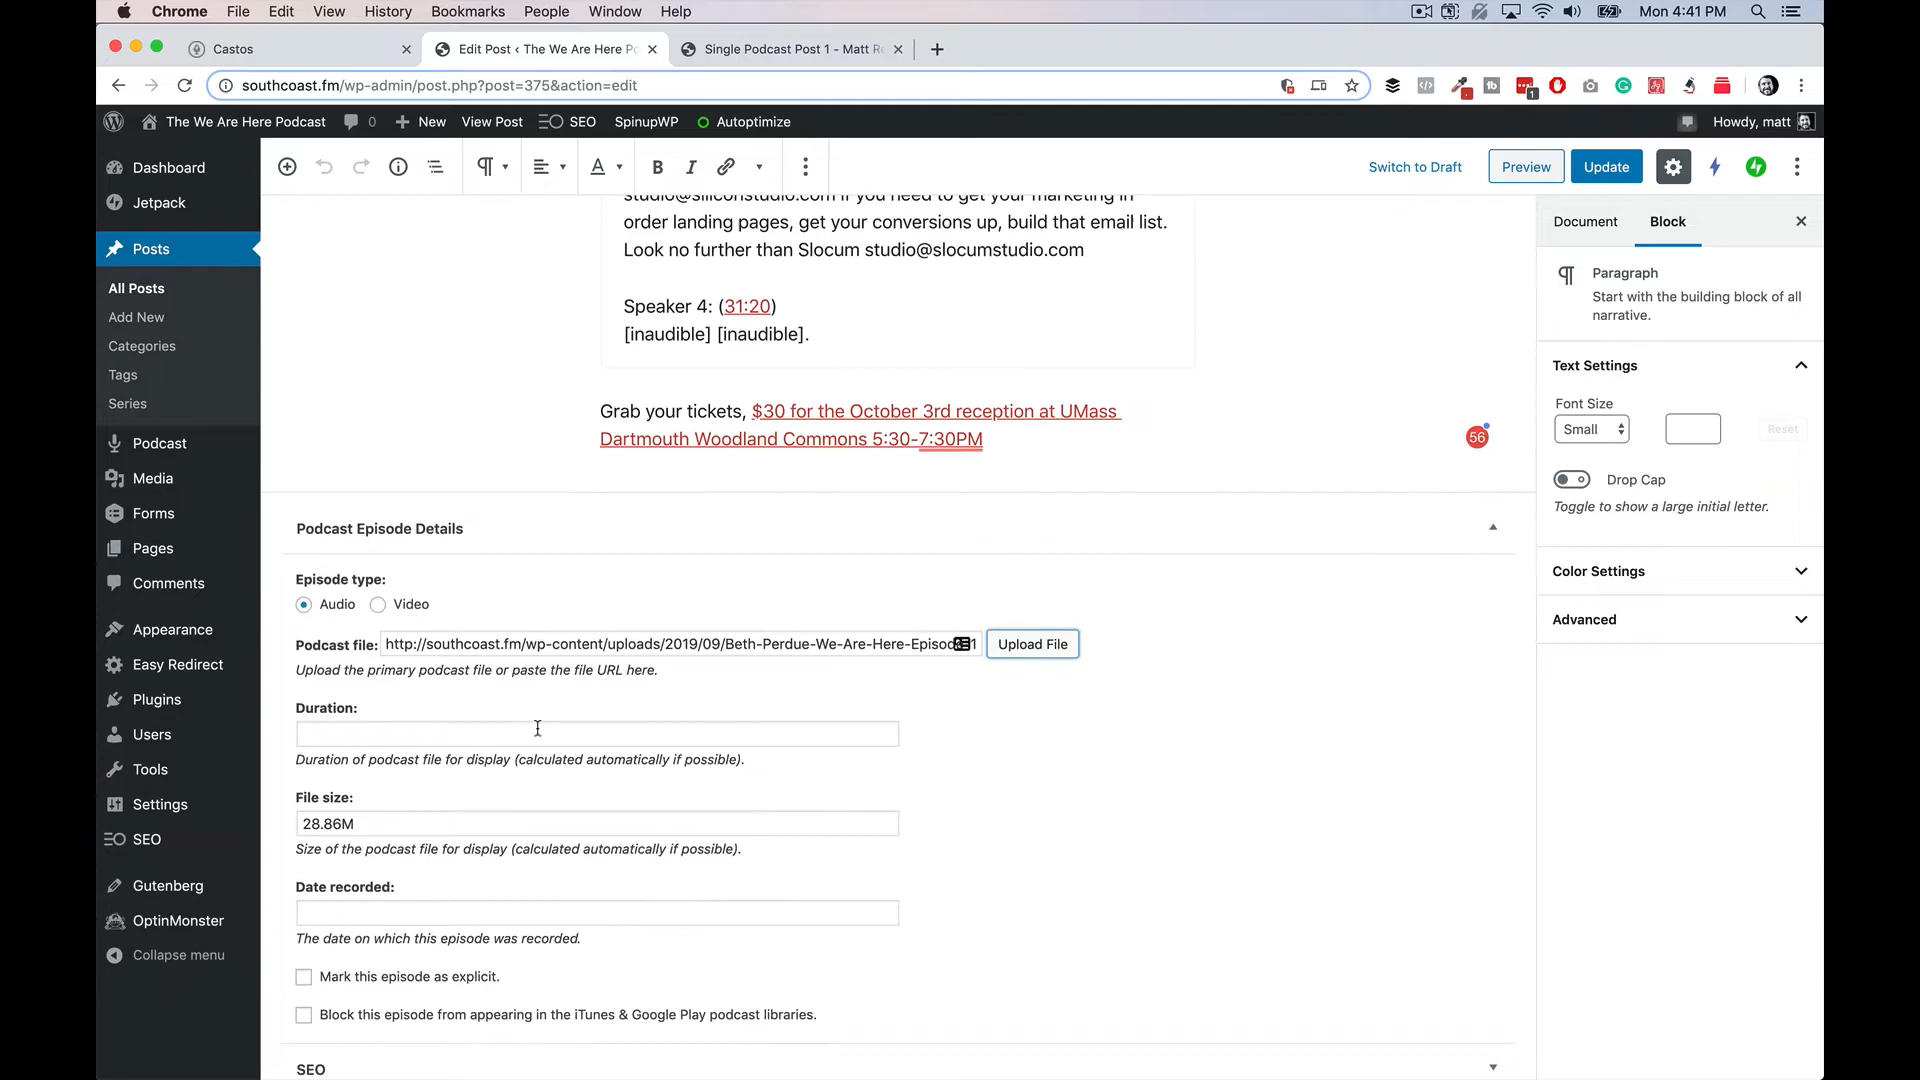 Chrome File Edit View History Bookmarks People Window Help Mon 4:41 PM
Castos Edit Post ‹ The We Are Here Po Single Podcast Post 1 - Matt Re
southcoast.fm/wp-admin/post.php?post=375&action=edit
The We Are Here Podcast 0 New View Post SEO SpinupWP Autoptimize Howdy, matt
Dashboard
Jetpack
Posts
All Posts
Add New
Categories
Tags
Series
Podcast
Media
Forms
Pages
Comments
Appearance
Easy Redirect
Plugins
Users
Tools
Settings
SEO
Gutenberg
OptinMonster
Collapse menu
Switch to Draft Preview Update
studio@siliconstudio.com if you need to get your marketing in
order landing pages, get your conversions up, build that email list.
Look no further than Slocum studio@slocumstudio.com
Speaker 4: (31:20)
[inaudible] [inaudible].
Grab your tickets, $30 for the October 3rd reception at UMass
Dartmouth Woodland Commons 5:30-7:30PM
56
Podcast Episode Details
Episode type:
Audio Video
Podcast file: http://southcoast.fm/wp-content/uploads/2019/09/Beth-Perdue-We-Are-Here-Episo 1 Upload File
Upload the primary podcast file or paste the file URL here.
Duration:
Duration of podcast file for display (calculated automatically if possible).
File size:
28.86M
Size of the podcast file for display (calculated automatically if possible).
Date recorded:
The date on which this episode was recorded.
Mark this episode as explicit.
Block this episode from appearing in the iTunes & Google Play podcast libraries.
SEO
Document Block
Paragraph
Start with the building block of all
narrative.
Text Settings
Font Size
Small Reset
Drop Cap
Toggle to show a large initial letter.
Color Settings
Advanced